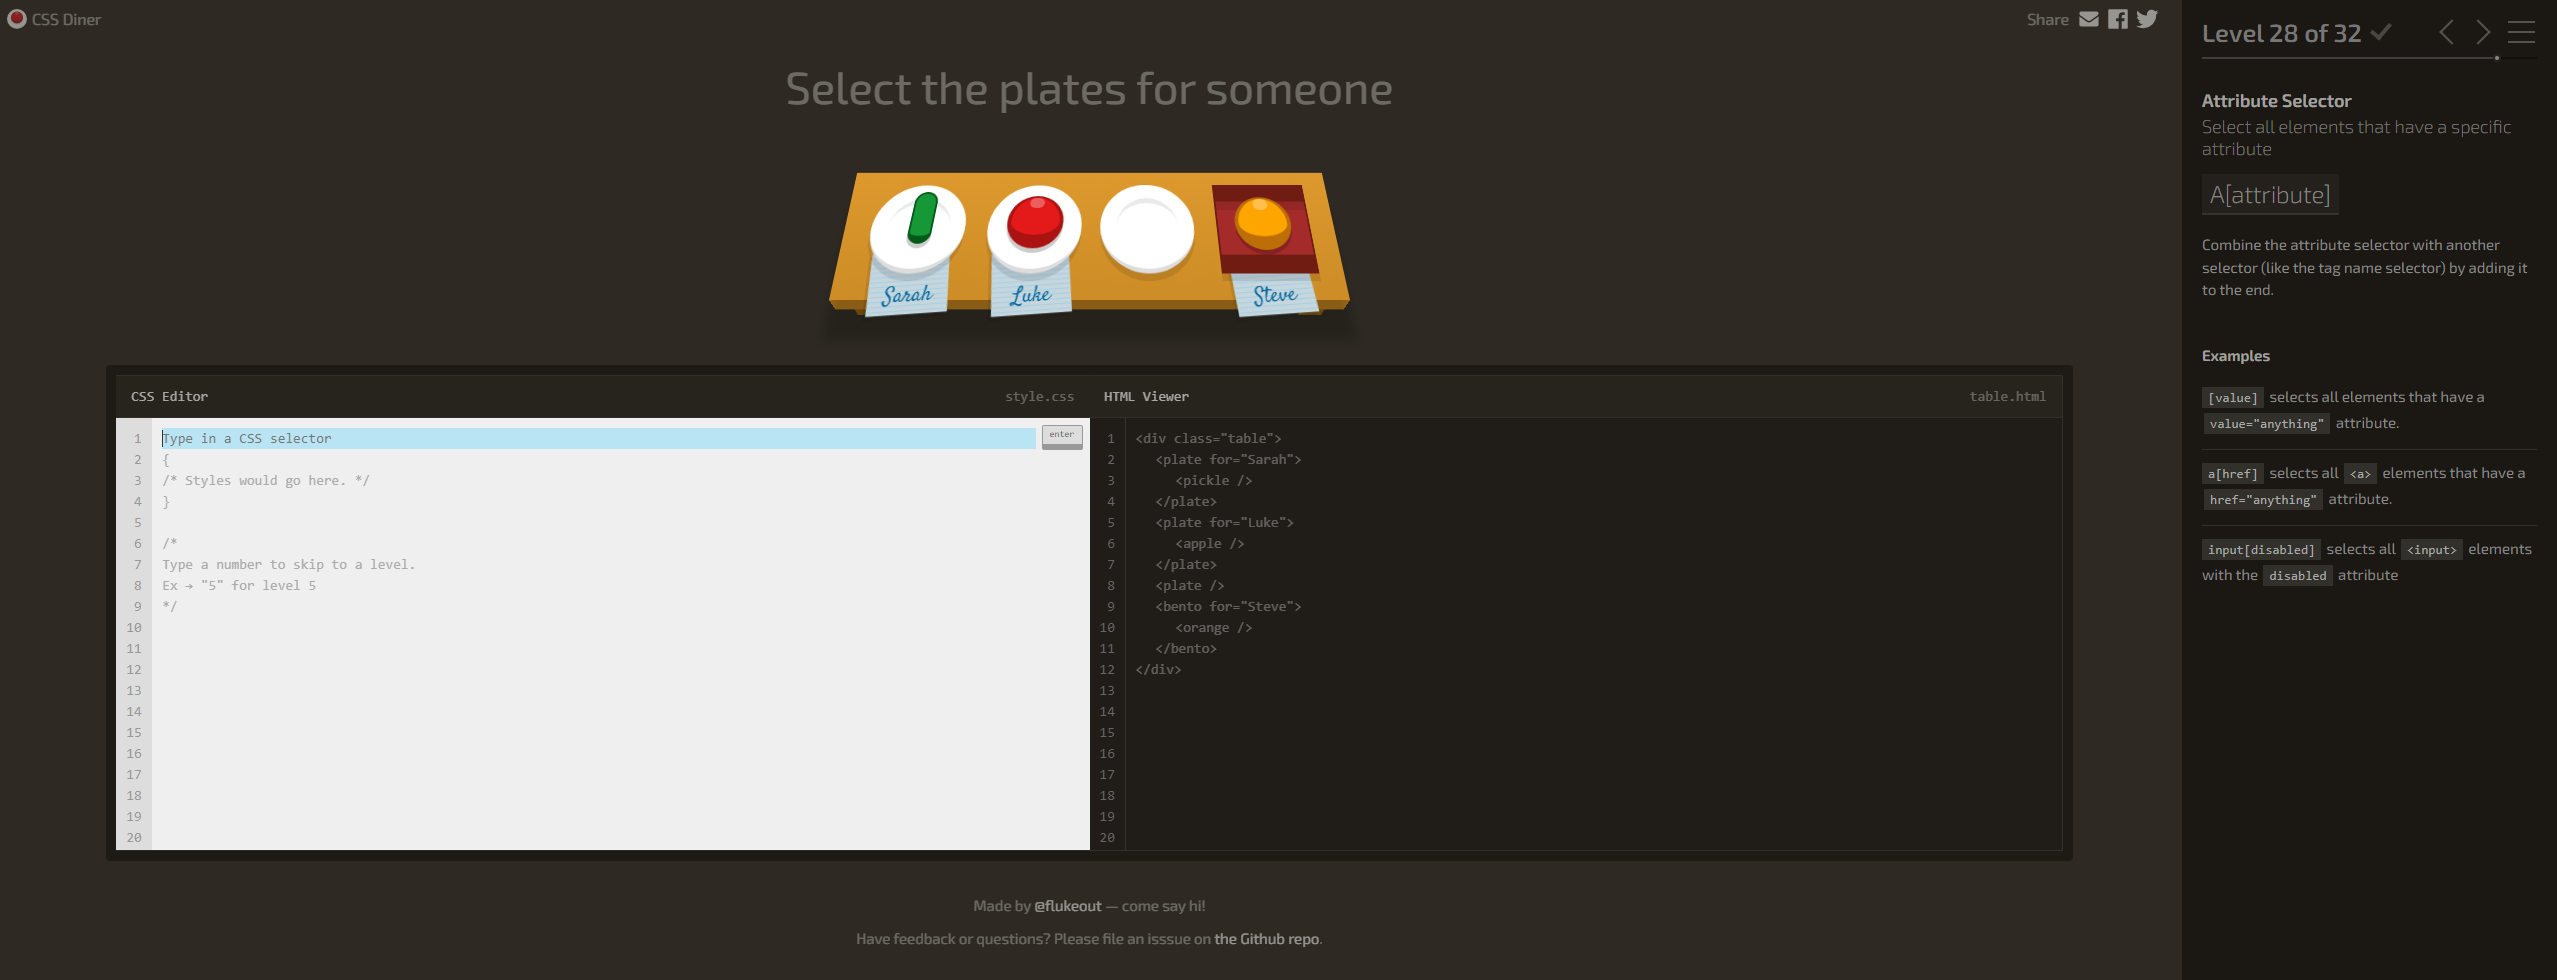 CSS Diner
Share
Select the plates for someone
Sarah
Luke
Steve
CSS Editor
style.css
1 Type in a CSS selector
enter
2 {
3 /* Styles would go here. */
4 }
5
6 /*
7 Type a number to skip to a level.
8 Ex → "5" for level 5
9 */
10
11
12
13
14
15
16
17
18
19
20
HTML Viewer
table.html
1 <div class="table">
2 <plate for="Sarah">
3 <pickle />
4 </plate>
5 <plate for="Luke">
6 <apple />
7 </plate>
8 <plate />
9 <bento for="Steve">
10 <orange />
11 </bento>
12 </div>
13
14
15
16
17
18
19
20
Made by @flukeout — come say hi!
Have feedback or questions? Please file an isssue on the Github repo.
Level 28 of 32
Attribute Selector
Select all elements that have a specific
attribute
A[attribute]
Combine the attribute selector with another
selector (like the tag name selector) by adding it
to the end.
Examples
[value] selects all elements that have a
value="anything" attribute.
a[href] selects all <a> elements that have a
href="anything" attribute.
input[disabled] selects all <input> elements
with the disabled attribute